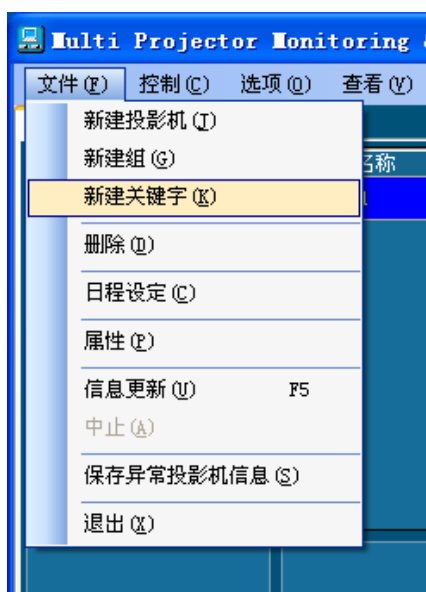 Multi Projector Monitoring &
文件(F) 控制(C) 选项(O) 查看(V)
新建投影机(J)
新建组(G)
名称
新建关键字(K)
1
删除(D)
日程设定(C)
属性(P)
信息更新(U) F5
中止(A)
保存异常投影机信息(S)
退出(X)